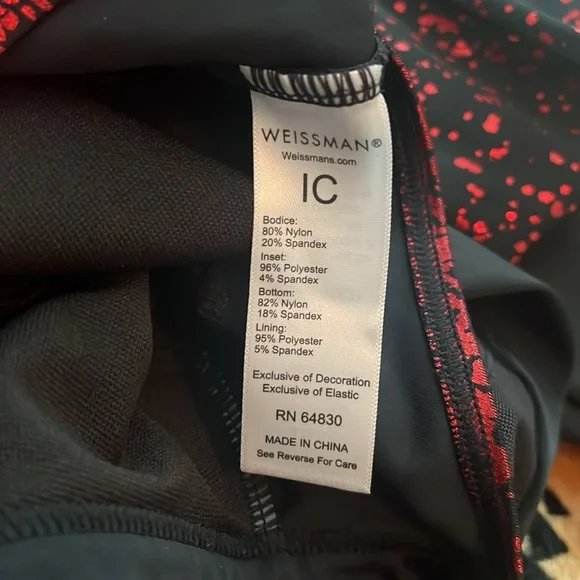 WEISSMAN®
Weissmans.com
IC
Bodice:
80% Nylon
20% Spandex
Inset:
96% Polyester
4% Spandex
Bottom:
82% Nylon
18% Spandex
Lining:
95% Polyester
5% Spandex
Exclusive of Decoration
Exclusive of Elastic
RN 64830
MADE IN CHINA
See Reverse For Care